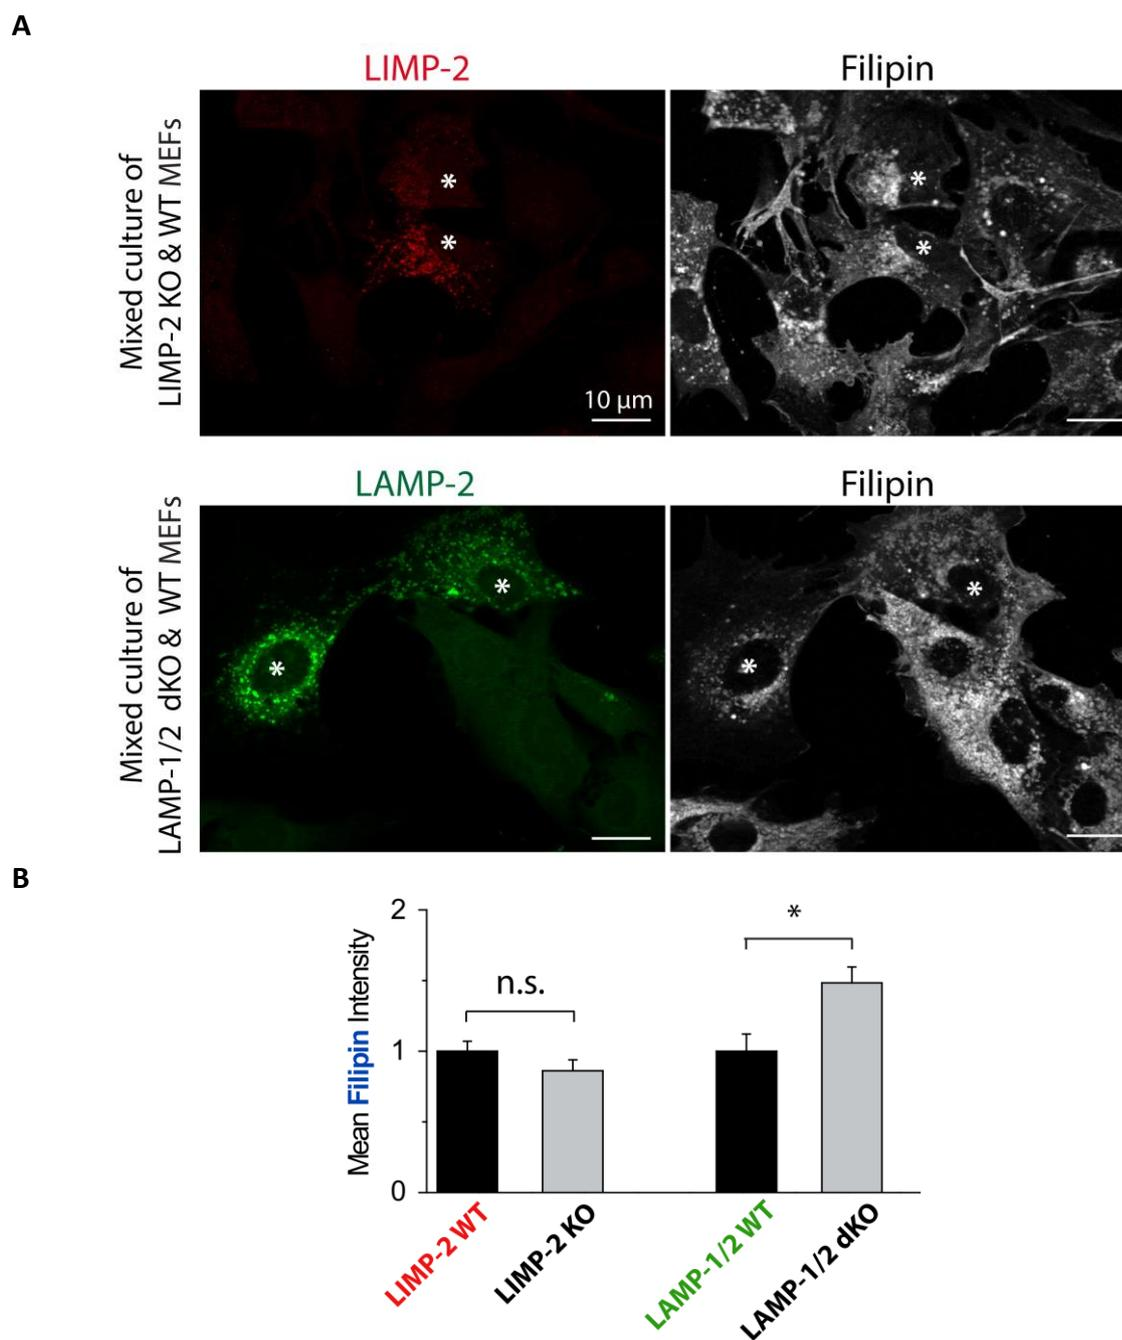 A
LIMP-2
Filipin
Mixed culture of
LIMP-2 KO & WT MEFs
*
*
*
*
10 µm
LAMP-2
Filipin
Mixed culture of
LAMP-1/2 dKO & WT MEFs
*
*
*
*
B
Mean Filipin Intensity
2
1
0
n.s.
*
LIMP-2 WT
LIMP-2 KO
LAMP-1/2 WT
LAMP-1/2 dKO